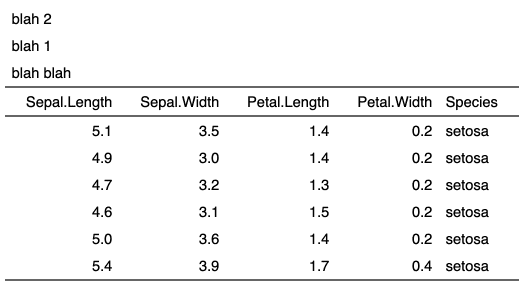 blah 2
blah 1
blah blah
Sepal.Length Sepal.Width Petal.Length Petal.Width Species
5.1 3.5 1.4 0.2 setosa
4.9 3.0 1.4 0.2 setosa
4.7 3.2 1.3 0.2 setosa
4.6 3.1 1.5 0.2 setosa
5.0 3.6 1.4 0.2 setosa
5.4 3.9 1.7 0.4 setosa